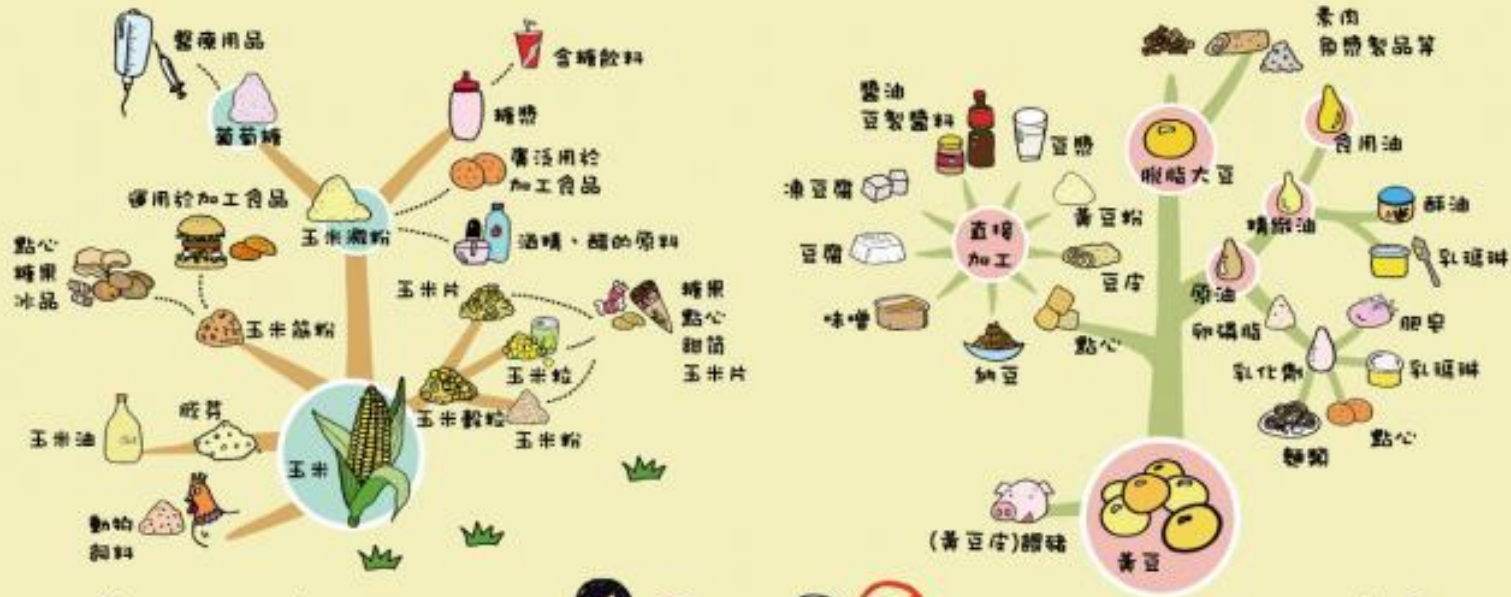 醫療用品
含糖飲料
葡萄糖
糖漿
廣泛用於
加工食品
運用於加工食品
玉米澱粉
酒精、醋的原料
點心
糖果
冰品
玉米筋粉
玉米片
糖果
點心
甜筒
玉米片
玉米粒
玉米穀粒
玉米粉
胚芽
玉米油
玉米
動物
飼料
素肉
魚漿製品等
醬油
豆製醬料
豆漿
脫脂大豆
食用油
凍豆腐
黃豆粉
精緻油
酥油
直接
加工
豆腐
豆皮
乳瑪琳
原油
味噌
納豆
點心
卵磷脂
肥皂
乳化劑
乳瑪琳
麵類
點心
(黃豆皮)餵豬
黃豆